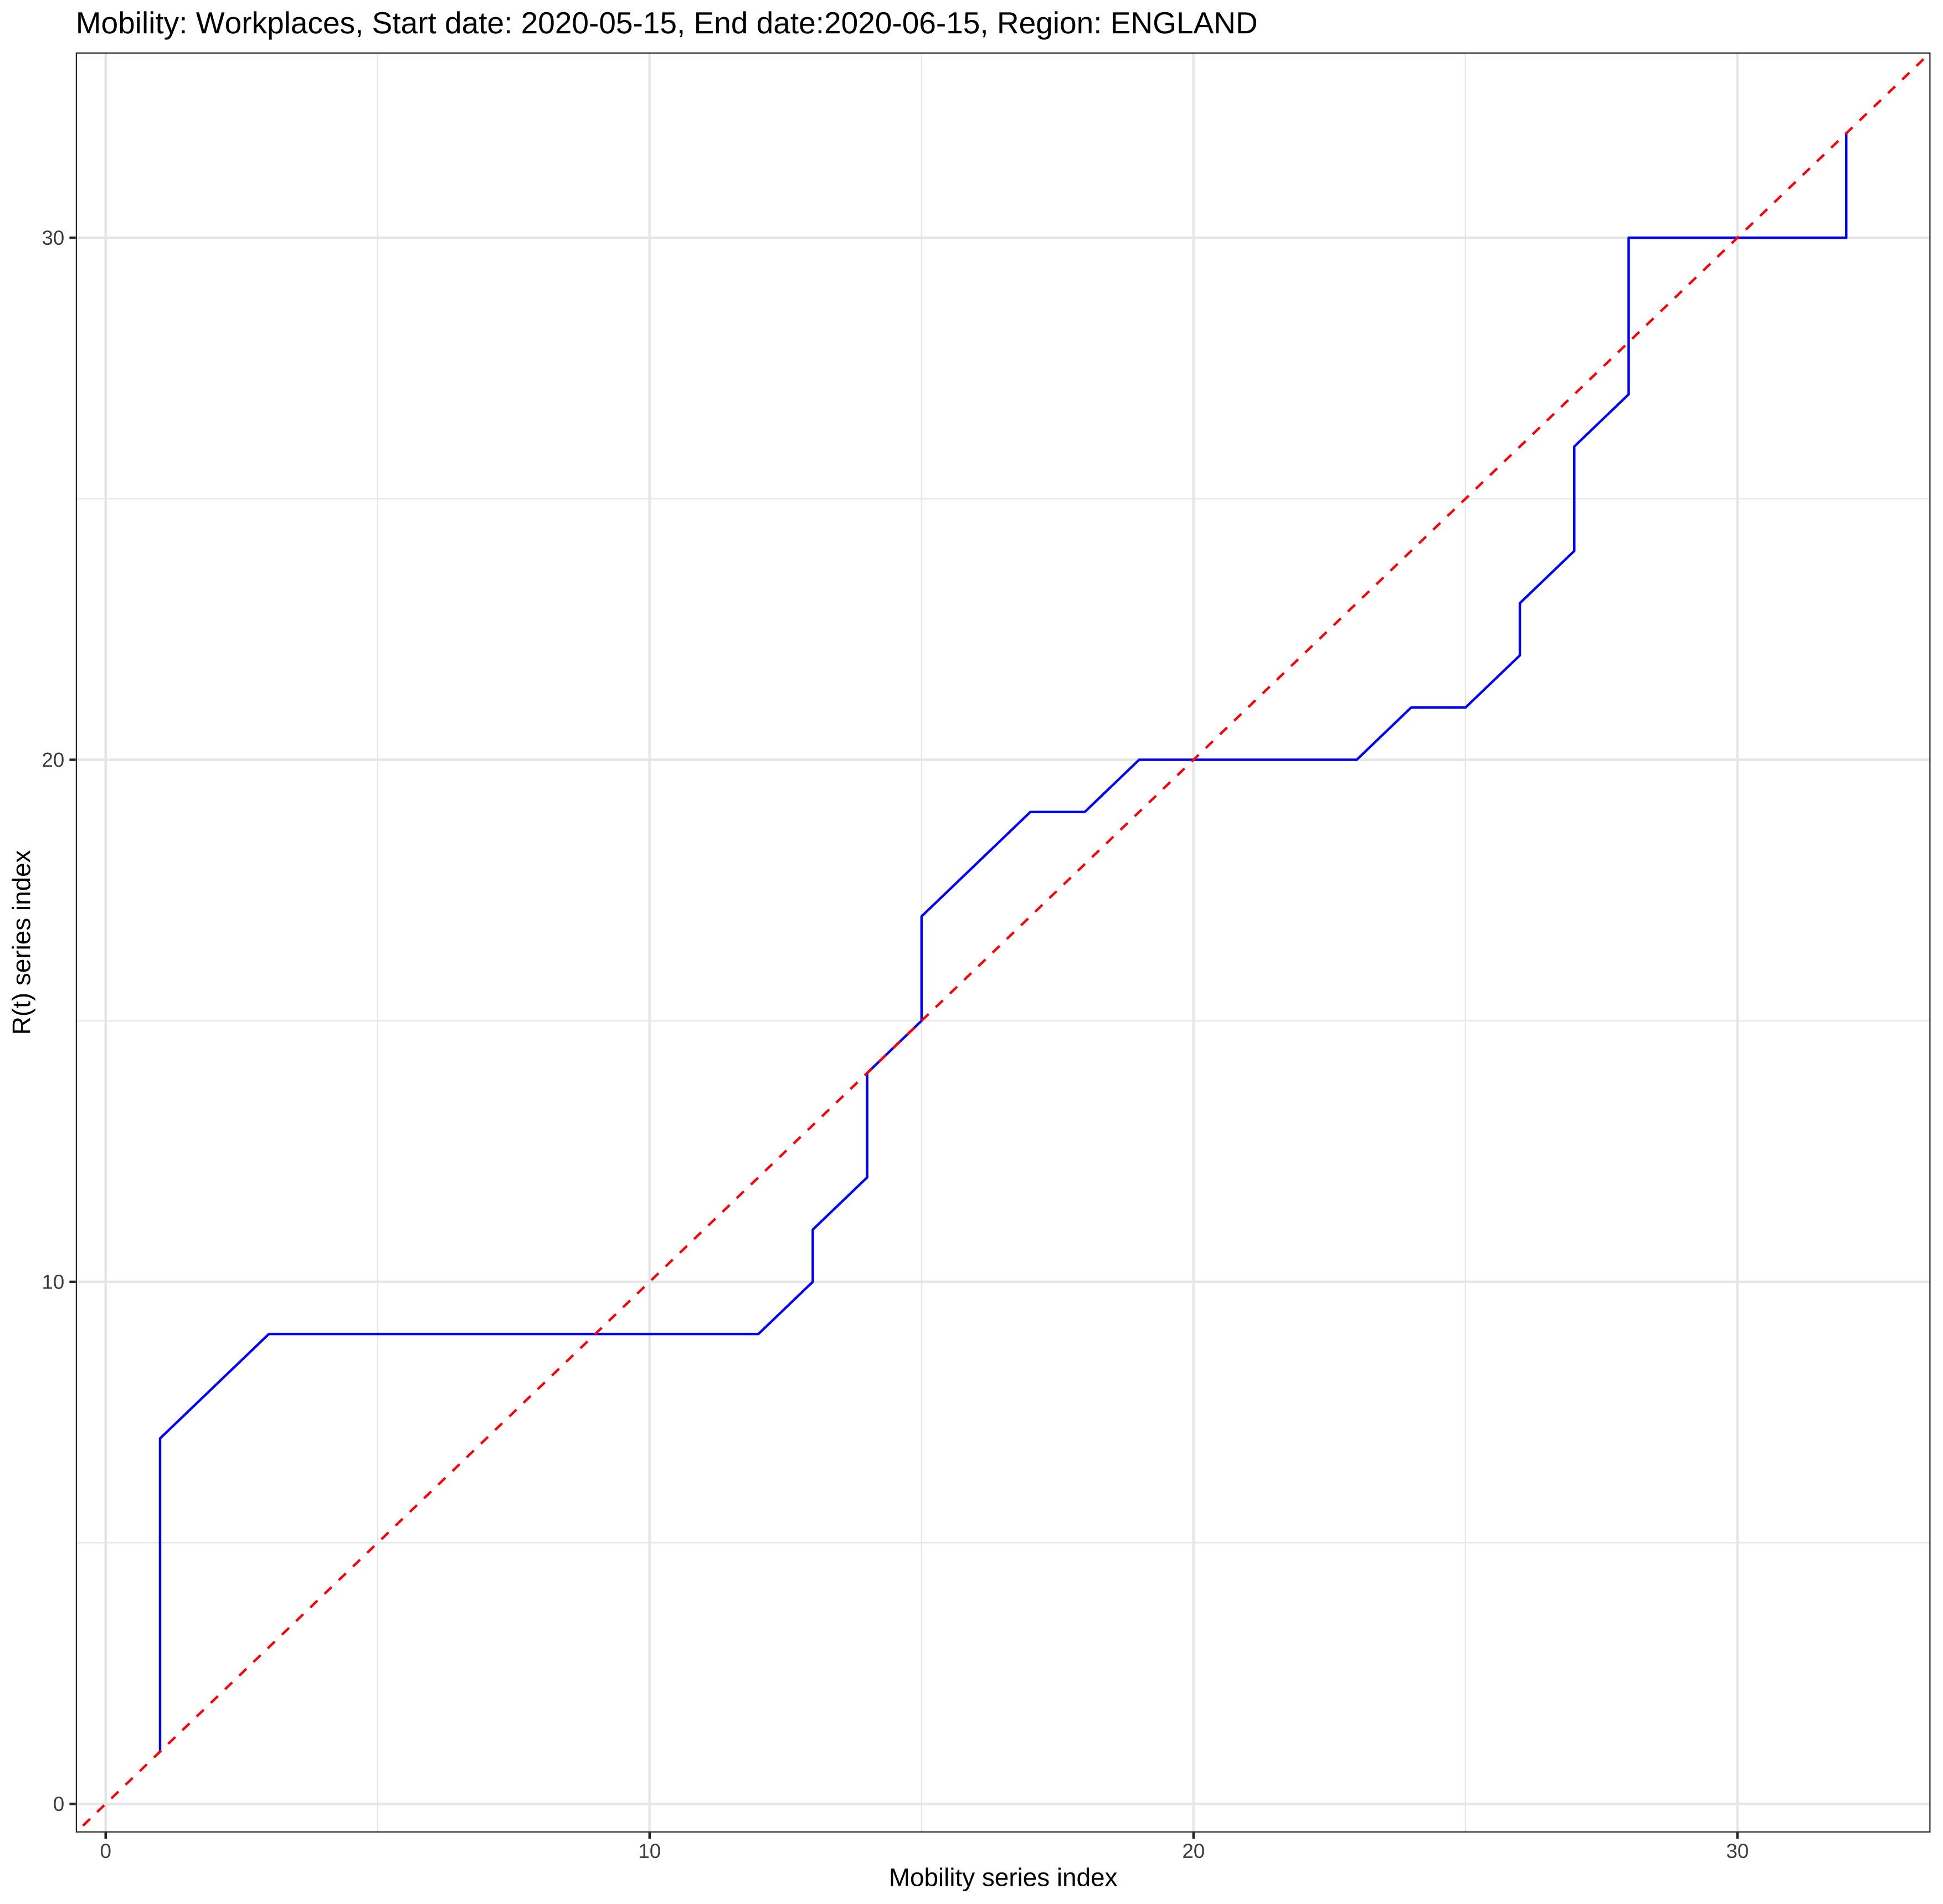 Mobility: Workplaces, Start date: 2020-05-15, End date:2020-06-15, Region: ENGLAND
R(t) series index
30
20
10
0
0 10 20 30
Mobility series index